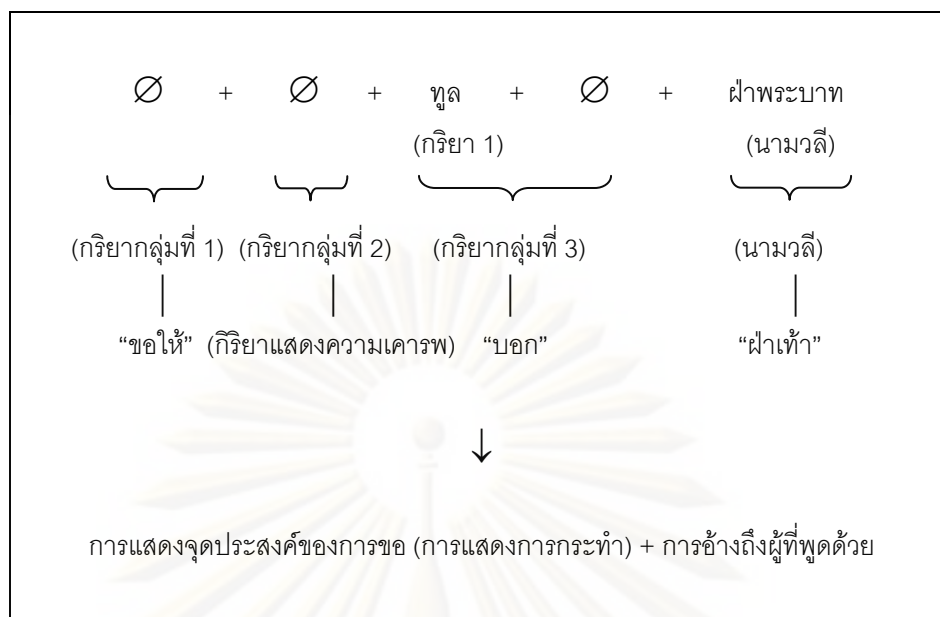 ∅ + ∅ + ทูล + ∅ + ฝ่าพระบาท
(กริยา 1) (นามวลี)
(กริยากลุ่มที่ 1) (กริยากลุ่มที่ 2) (กริยากลุ่มที่ 3) (นามวลี)
“ขอให้” (กิริยาแสดงความเคารพ) “บอก” “ฝ่าเท้า”
↓
การแสดงจุดประสงค์ของการขอ (การแสดงการกระทำ) + การอ้างถึงผู้ที่พูดด้วย